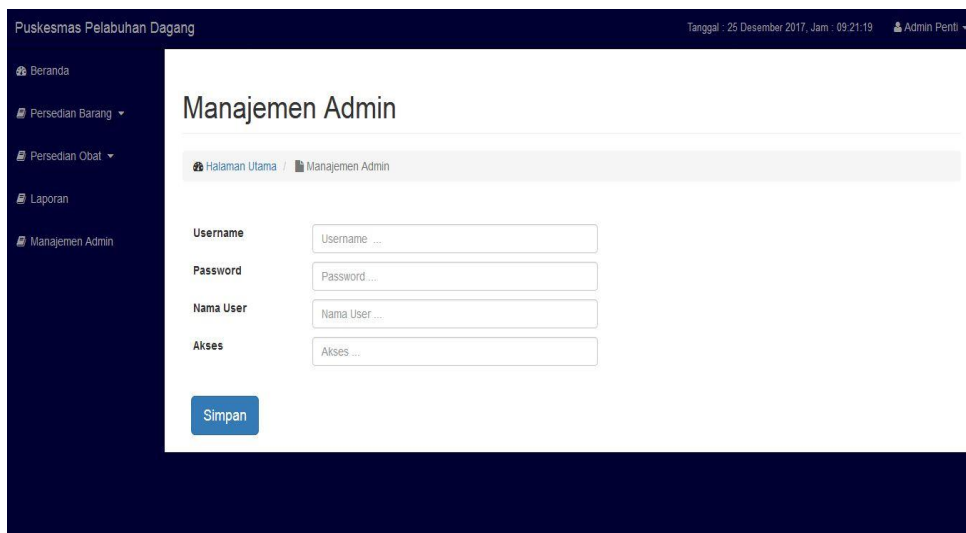 Puskesmas Pelabuhan Dagang
Tanggal : 25 Desember 2017, Jam : 09:21:19
Admin Penti
Beranda
Persedian Barang
Persedian Obat
Laporan
Manajemen Admin
Manajemen Admin
Halaman Utama / Manajemen Admin
Username
Username ...
Password
Password ...
Nama User
Nama User ...
Akses
Akses ...
Simpan